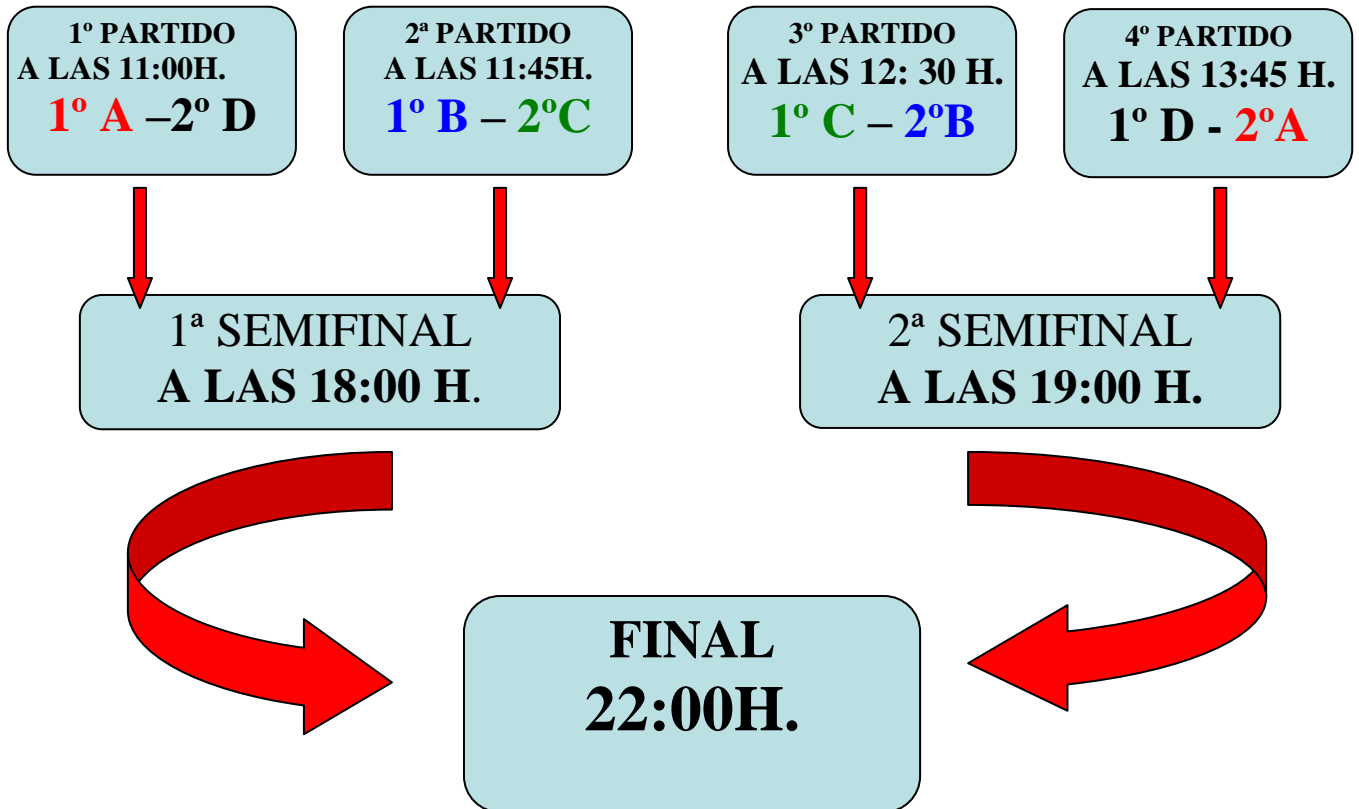 1º PARTIDO
A LAS 11:00H.
1º A –2º D
2ª PARTIDO
A LAS 11:45H.
1º B – 2ºC
3º PARTIDO
A LAS 12: 30 H.
1º C – 2ºB
4º PARTIDO
A LAS 13:45 H.
1º D - 2ºA
1ª SEMIFINAL
A LAS 18:00 H.
2ª SEMIFINAL
A LAS 19:00 H.
FINAL
22:00H.